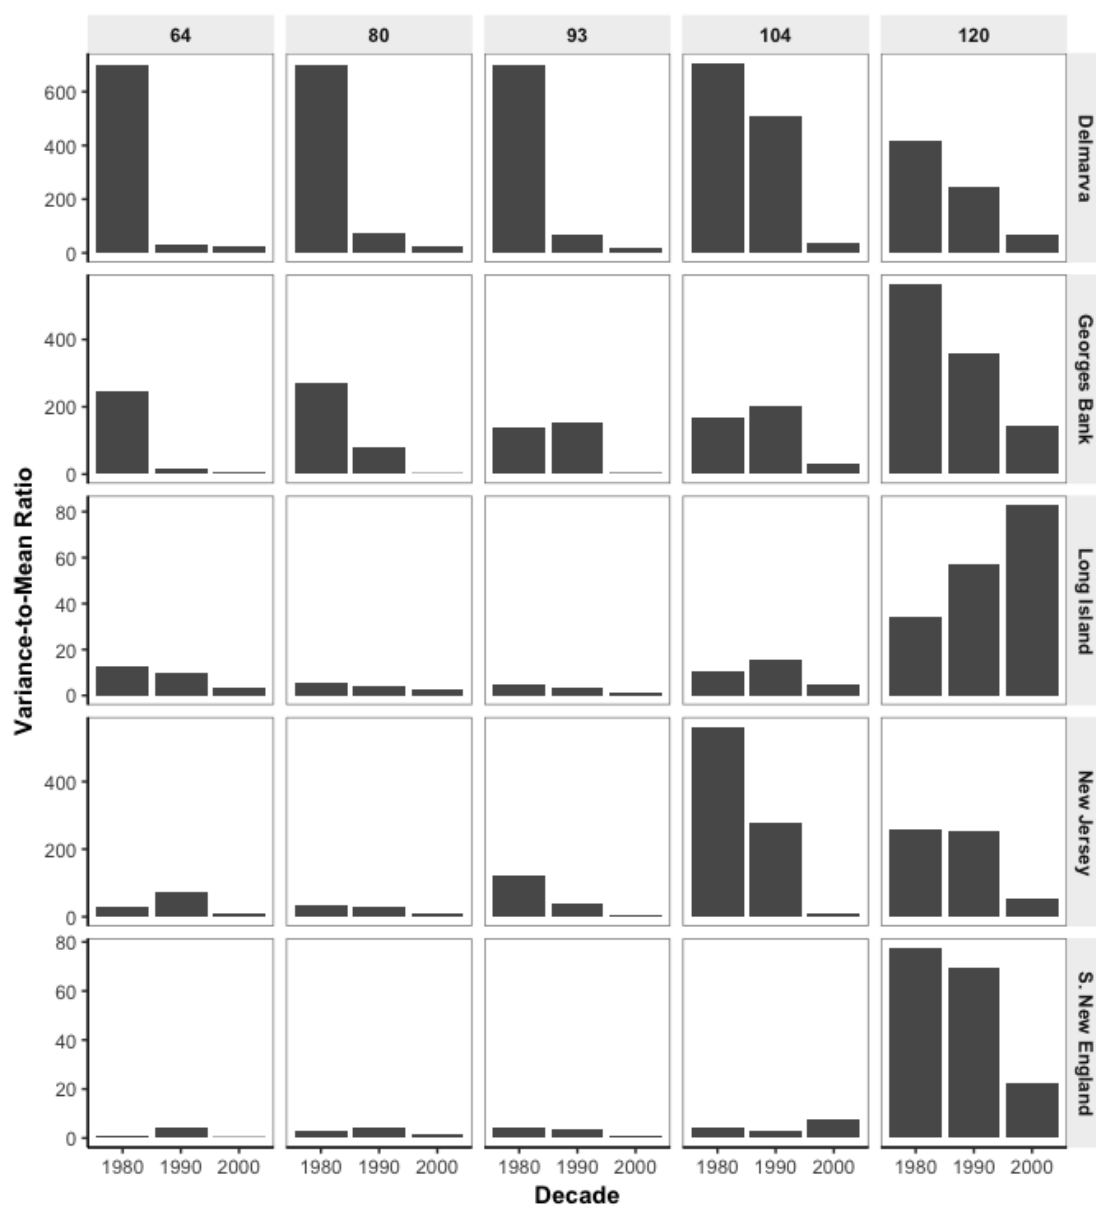 64 80 93 104 120
600
400
200
0
Delmarva
400
200
0
Georges Bank
80
60
40
20
0
Long Island
400
200
0
New Jersey
80
60
40
20
0
S. New England
Variance-to-Mean Ratio
1980 1990 2000 1980 1990 2000 1980 1990 2000 1980 1990 2000 1980 1990 2000
Decade